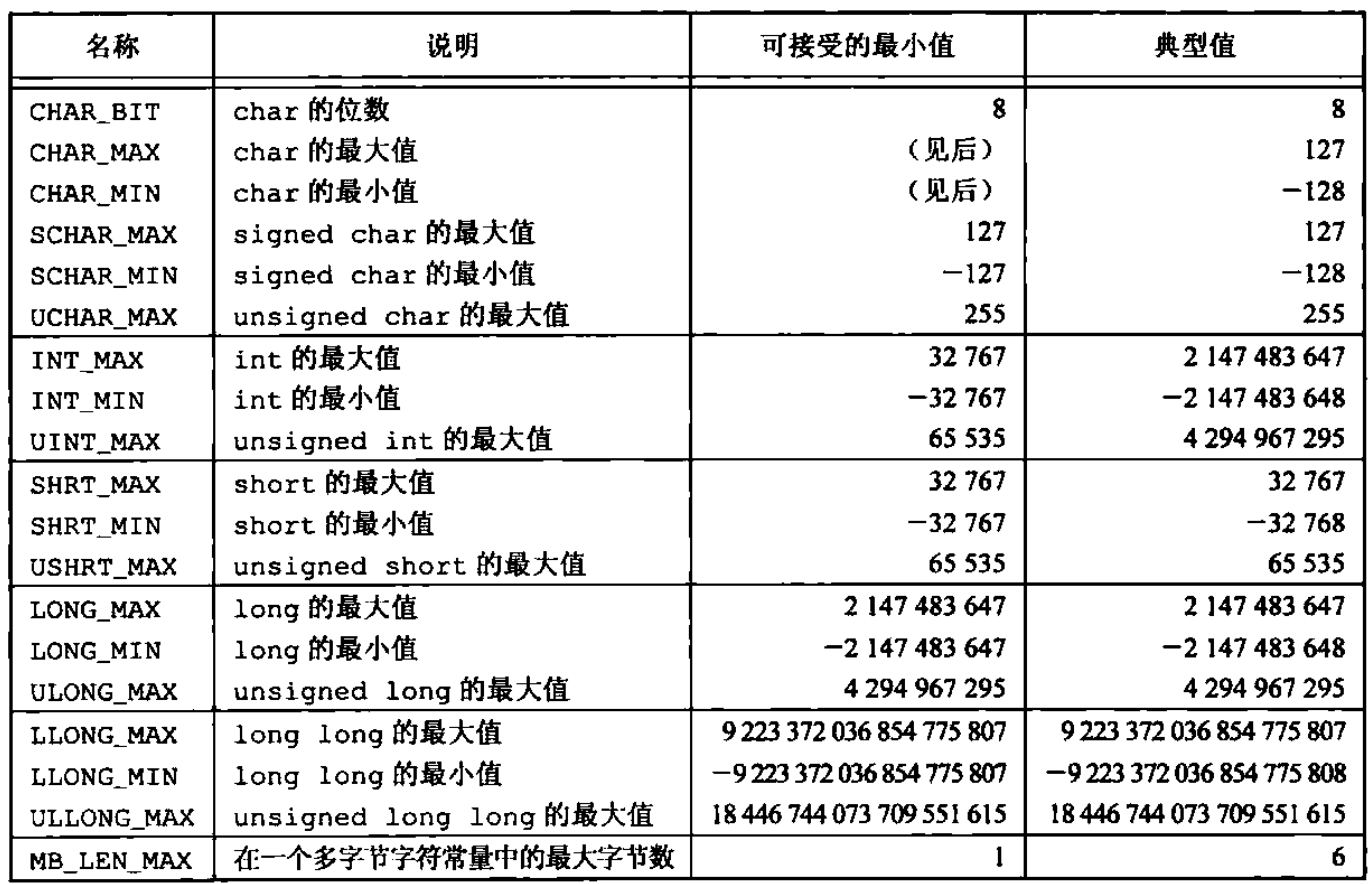 名称 说明 可接受的最小值 典型值
CHAR_BIT char 的位数 8 8
CHAR_MAX char 的最大值 （见后） 127
CHAR_MIN char 的最小值 （见后） −128
SCHAR_MAX signed char 的最大值 127 127
SCHAR_MIN signed char 的最小值 −127 −128
UCHAR_MAX unsigned char 的最大值 255 255
INT_MAX int 的最大值 32 767 2 147 483 647
INT_MIN int 的最小值 −32 767 −2 147 483 648
UINT_MAX unsigned int 的最大值 65 535 4 294 967 295
SHRT_MAX short 的最大值 32 767 32 767
SHRT_MIN short 的最小值 −32 767 −32 768
USHRT_MAX unsigned short 的最大值 65 535 65 535
LONG_MAX long 的最大值 2 147 483 647 2 147 483 647
LONG_MIN long 的最小值 −2 147 483 647 −2 147 483 648
ULONG_MAX unsigned long 的最大值 4 294 967 295 4 294 967 295
LLONG_MAX long long 的最大值 9 223 372 036 854 775 807 9 223 372 036 854 775 807
LLONG_MIN long long 的最小值 −9 223 372 036 854 775 807 −9 223 372 036 854 775 808
ULLONG_MAX unsigned long long 的最大值 18 446 744 073 709 551 615 18 446 744 073 709 551 615
MB_LEN_MAX 在一个多字节字符常量中的最大字节数 1 6